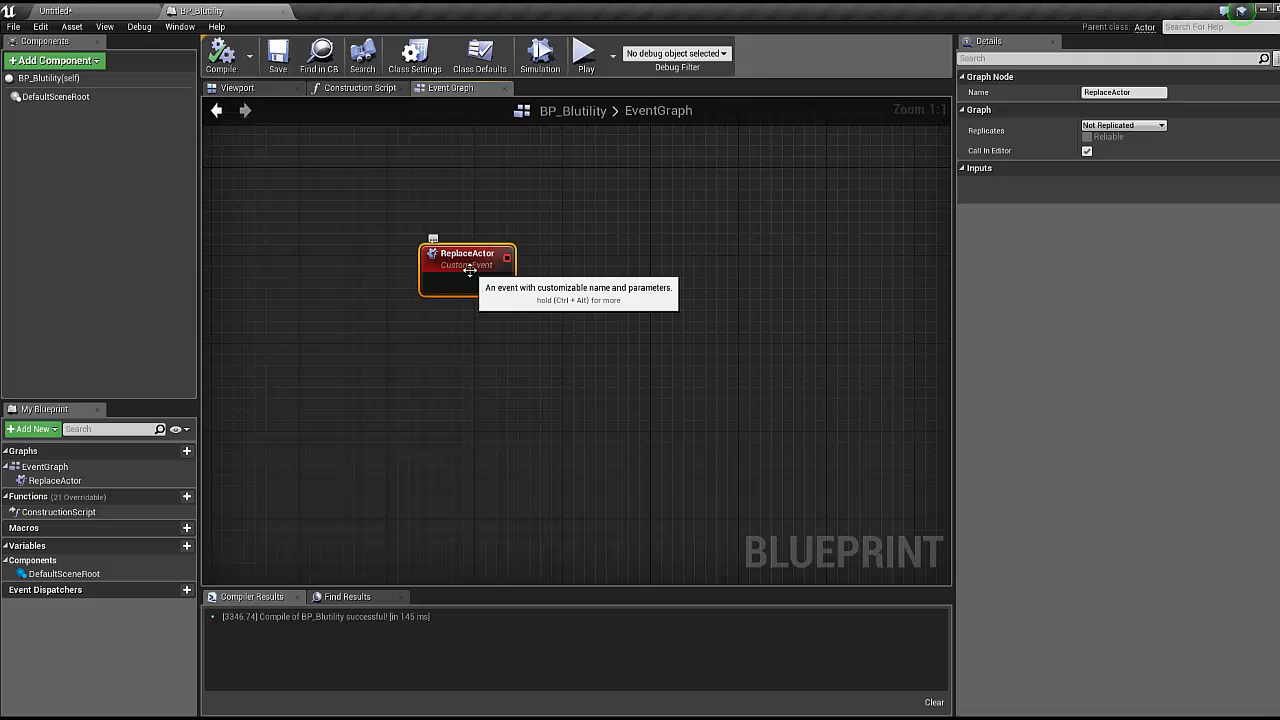 Untitled*
BP_Blutility
File Edit Asset View Debug Window Help
Parent class: Actor
Search For Help
Components
+Add Component
BP_Blutility(self)
DefaultSceneRoot
Compile
Save
Find in CB
Search
Class Settings
Class Defaults
Simulation
Play
No debug object selected
Debug Filter
Viewport
Construction Script
Event Graph
BP_Blutility > EventGraph
Zoom 1:1
ReplaceActor
Custom Event
An event with customizable name and parameters.
hold (Ctrl + Alt) for more
BLUEPRINT
Details
Search
Graph Node
Name
ReplaceActor
Graph
Replicates
Not Replicated
Reliable
Call In Editor
Inputs
My Blueprint
+Add New
Search
Graphs
EventGraph
ReplaceActor
Functions (21 Overridable)
ConstructionScript
Macros
Variables
Components
DefaultSceneRoot
Event Dispatchers
Compiler Results
Find Results
[3346.74] Compile of BP_Blutility successful! [in 145 ms]
Clear